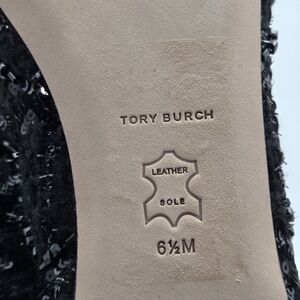 TORY BURCH
LEATHER
SOLE
6½M